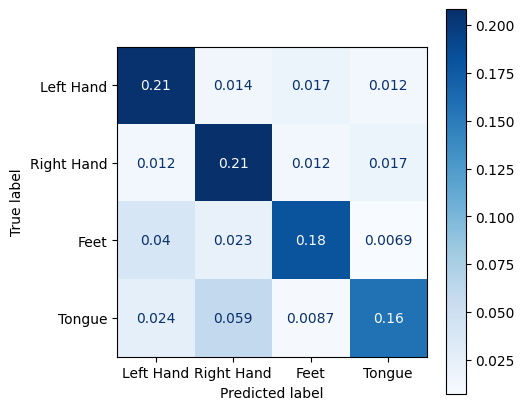 Left Hand 0.21 0.014 0.017 0.012
Right Hand 0.012 0.21 0.012 0.017
Feet 0.04 0.023 0.18 0.0069
Tongue 0.024 0.059 0.0087 0.16
Left Hand Right Hand Feet Tongue
Predicted label
True label
0.200
0.175
0.150
0.125
0.100
0.075
0.050
0.025